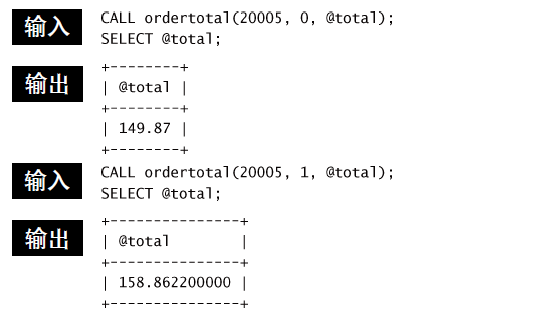 输入 CALL ordertotal(20005, 0, @total);
SELECT @total;
输出 +--------+
| @total |
+--------+
| 149.87 |
+--------+
输入 CALL ordertotal(20005, 1, @total);
SELECT @total;
输出 +---------------+
| @total        |
+---------------+
| 158.862200000 |
+---------------+